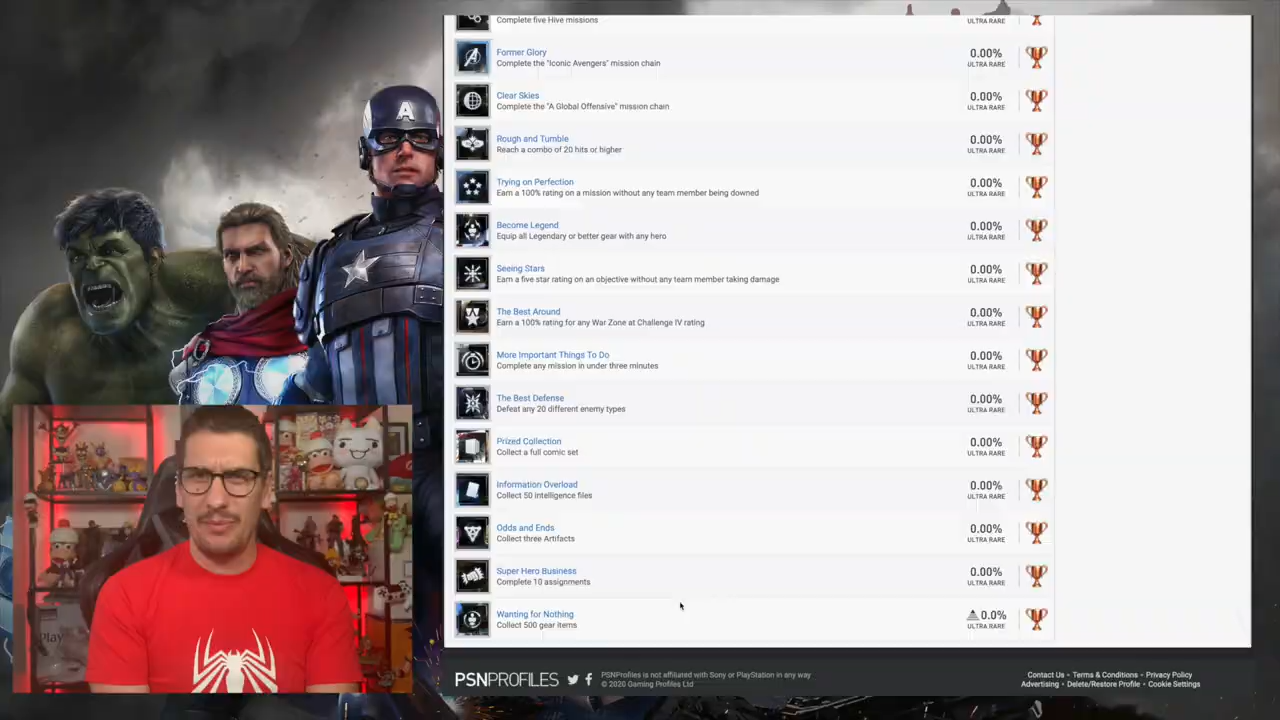 Complete five Hive missions
ULTRA RARE
Former Glory
Complete the "Iconic Avengers" mission chain
0.00%
ULTRA RARE
Clear Skies
Complete the "A Global Offensive" mission chain
0.00%
ULTRA RARE
Rough and Tumble
Reach a combo of 20 hits or higher
0.00%
ULTRA RARE
Trying on Perfection
Earn a 100% rating on a mission without any team member being downed
0.00%
ULTRA RARE
Become Legend
Equip all Legendary or better gear with any hero
0.00%
ULTRA RARE
Seeing Stars
Earn a five star rating on an objective without any team member taking damage
0.00%
ULTRA RARE
The Best Around
Earn a 100% rating for any War Zone at Challenge IV rating
0.00%
ULTRA RARE
More Important Things To Do
Complete any mission in under three minutes
0.00%
ULTRA RARE
The Best Defense
Defeat any 20 different enemy types
0.00%
ULTRA RARE
Prized Collection
Collect a full comic set
0.00%
ULTRA RARE
Information Overload
Collect 50 intelligence files
0.00%
ULTRA RARE
Odds and Ends
Collect three Artifacts
0.00%
ULTRA RARE
Super Hero Business
Complete 10 assignments
0.00%
ULTRA RARE
Wanting for Nothing
Collect 500 gear items
0.0%
ULTRA RARE
A
Play
PSNPROFILES
PSNProfiles is not affiliated with Sony or PlayStation in any way
© 2020 Gaming Profiles Ltd
Contact Us • Terms & Conditions • Privacy Policy
Advertising • Delete/Restore Profile • Cookie Settings